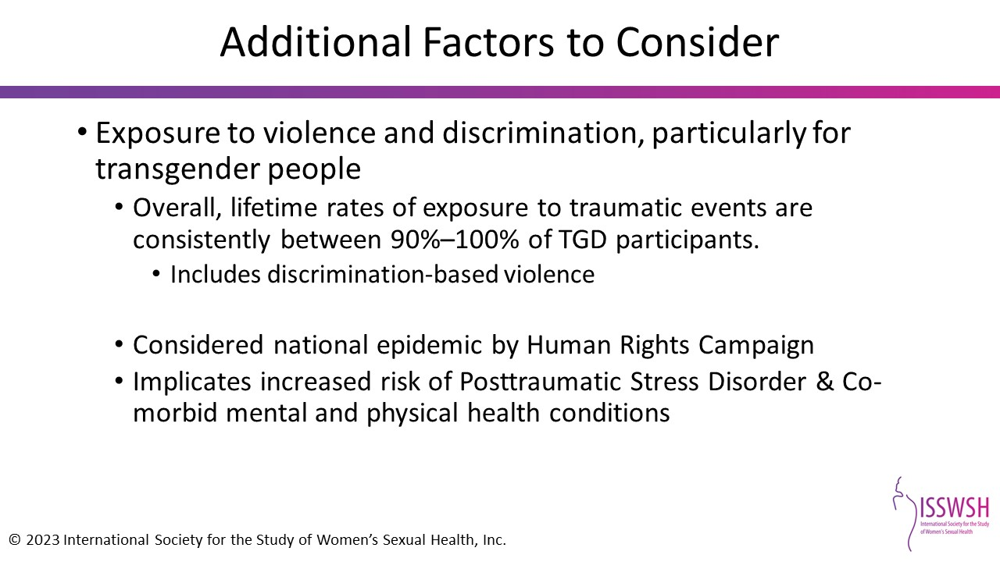 Additional Factors to Consider
• Exposure to violence and discrimination, particularly for
transgender people
• Overall, lifetime rates of exposure to traumatic events are
consistently between 90%–100% of TGD participants.
• Includes discrimination-based violence
• Considered national epidemic by Human Rights Campaign
• Implicates increased risk of Posttraumatic Stress Disorder & Co-
morbid mental and physical health conditions
ISSWSH
International Society for the Study
of Women's Sexual Health
© 2023 International Society for the Study of Women’s Sexual Health, Inc.